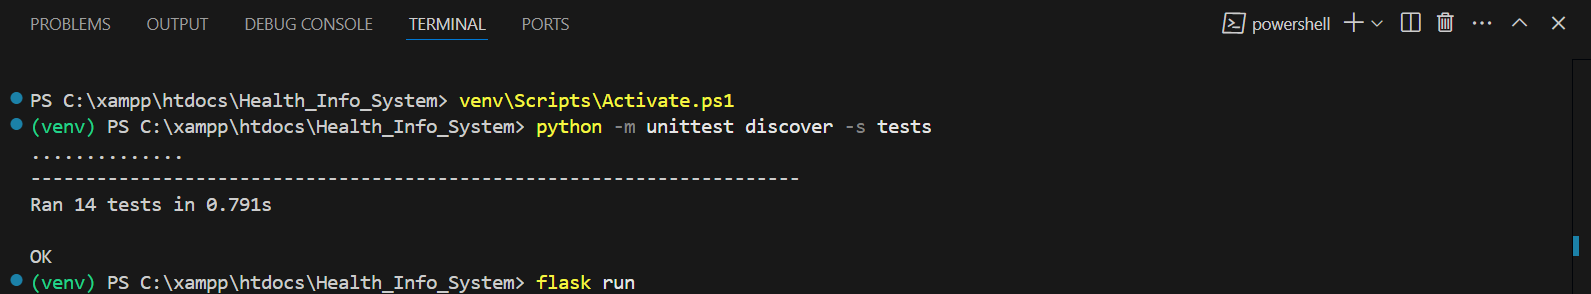 PROBLEMS OUTPUT DEBUG CONSOLE TERMINAL PORTS powershell
PS C:\xampp\htdocs\Health_Info_System> venv\Scripts\Activate.ps1
(venv) PS C:\xampp\htdocs\Health_Info_System> python -m unittest discover -s tests
..............
----------------------------------------------------------------------
Ran 14 tests in 0.791s
OK
(venv) PS C:\xampp\htdocs\Health_Info_System> flask run